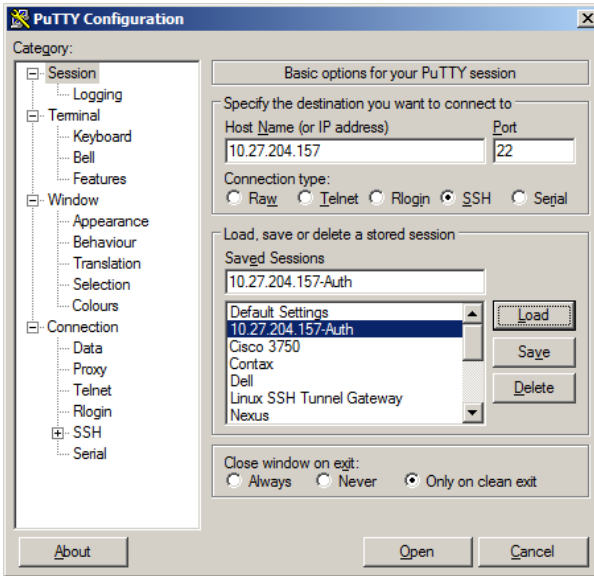 PuTTY Configuration
Category:
Session
Logging
Terminal
Keyboard
Bell
Features
Window
Appearance
Behaviour
Translation
Selection
Colours
Connection
Data
Proxy
Telnet
Rlogin
SSH
Serial
Basic options for your PuTTY session
Specify the destination you want to connect to
Host Name (or IP address) Port
10.27.204.157 22
Connection type:
Raw Telnet Rlogin SSH Serial
Load, save or delete a stored session
Saved Sessions
10.27.204.157-Auth
Default Settings
10.27.204.157-Auth
Cisco 3750
Contax
Dell
Linux SSH Tunnel Gateway
Nexus
Load
Save
Delete
Close window on exit:
Always Never Only on clean exit
About Open Cancel